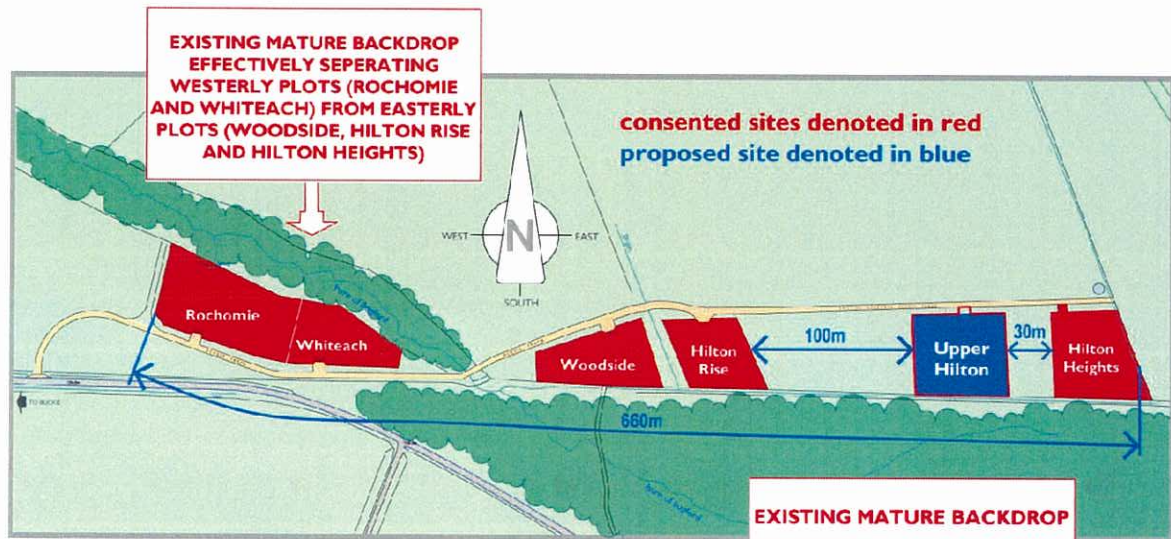 EXISTING MATURE BACKDROP
EFFECTIVELY SEPERATING
WESTERLY PLOTS (ROCHOMIE
AND WHITEACH) FROM EASTERLY
PLOTS (WOODSIDE, HILTON RISE
AND HILTON HEIGHTS)
consented sites denoted in red
proposed site denoted in blue
WEST
N
EAST
SOUTH
Rochomie
Whiteach
Woodside
Hilton
Rise
100m
Upper
Hilton
30m
Hilton
Heights
TO BUCKIE
660m
EXISTING MATURE BACKDROP